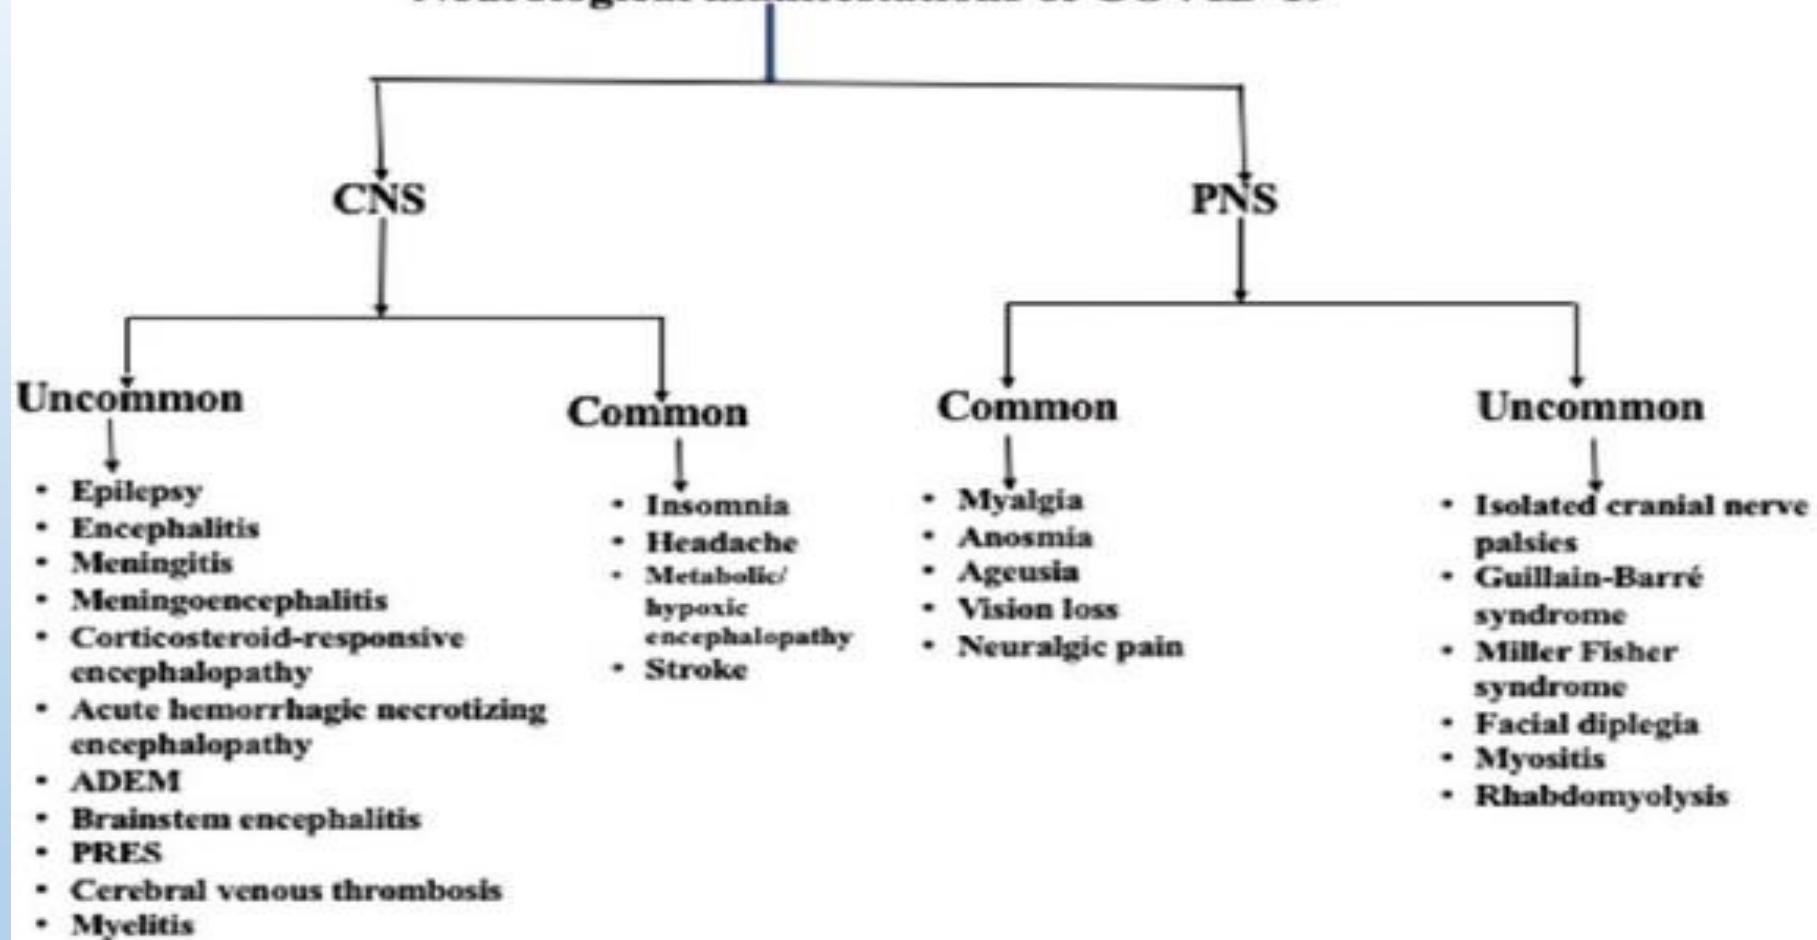 CNS
PNS
Uncommon
• Epilepsy
• Encephalitis
• Meningitis
• Meningoencephalitis
• Corticosteroid-responsive
encephalopathy
• Acute hemorrhagic necrotizing
encephalopathy
• ADEM
• Brainstem encephalitis
• PRES
• Cerebral venous thrombosis
• Myelitis
Common
• Insomnia
• Headache
• Metabolic/
hypoxic
encephalopathy
• Stroke
Common
• Myalgia
• Anosmia
• Ageusia
• Vision loss
• Neuralgic pain
Uncommon
• Isolated cranial nerve
palsies
• Guillain-Barré
syndrome
• Miller Fisher
syndrome
• Facial diplegia
• Myositis
• Rhabdomyolysis